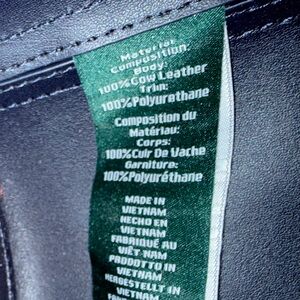 Material
Composition:
Body:
100%Cow Leather
Trim:
100%Polyurethane
Composition du
Matériau:
Corps:
100%Cuir De Vache
Garniture:
100%Polyuréthane
MADE IN
VIETNAM
HECHO EN
VIETNAM
FABRIQUÉ AU
VIÊT-NAM
PRODOTTO IN
VIETNAM
HERGESTELLT IN
VIETNAM